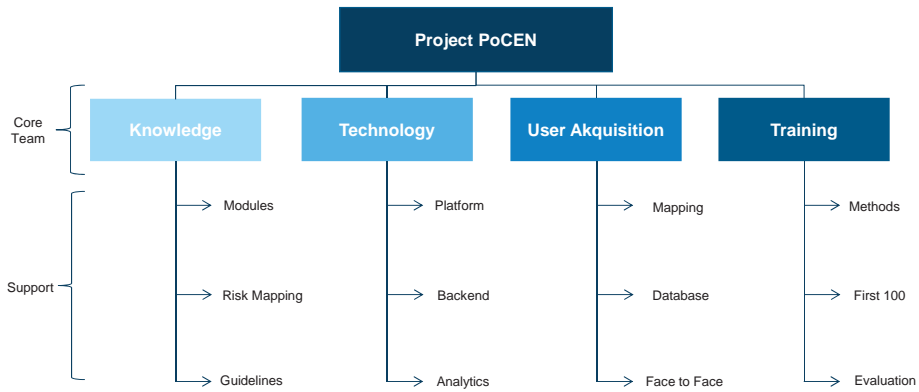 Project PoCEN
Core
Team
Knowledge
Technology
User Akquisition
Training
Support
Modules
Platform
Mapping
Methods
Risk Mapping
Backend
Database
First 100
Guidelines
Analytics
Face to Face
Evaluation